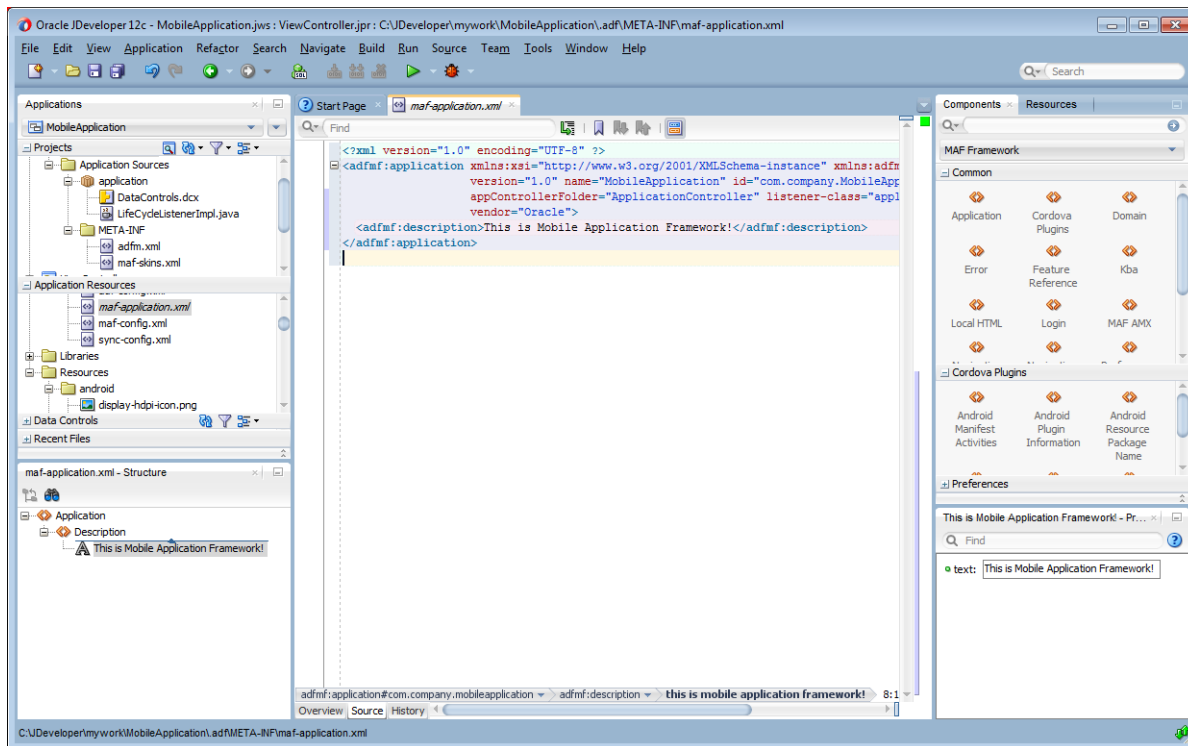 Oracle JDeveloper 12c - MobileApplication.jws : ViewController.jpr : C:\JDeveloper\mywork\MobileApplication\.adf\META-INF\maf-application.xml
File Edit View Application Refactor Search Navigate Build Run Source Team Tools Window Help
Search
Applications
MobileApplication
Projects
Application Sources
application
DataControls.dcx
LifeCycleListenerImpl.java
META-INF
adfm.xml
maf-skins.xml
Application Resources
maf-application.xml
maf-config.xml
sync-config.xml
Libraries
Resources
android
display-hdpi-icon.png
Data Controls
Recent Files
maf-application.xml - Structure
Application
Description
This is Mobile Application Framework!
Start Page
maf-application.xml
Find
<?xml version="1.0" encoding="UTF-8" ?>
<adfmf:application xmlns:xsi="http://www.w3.org/2001/XMLSchema-instance" xmlns:adfm
version="1.0" name="MobileApplication" id="com.company.MobileApp
appControllerFolder="ApplicationController" listener-class="appl
vendor="Oracle">
<adfmf:description>This is Mobile Application Framework!</adfmf:description>
</adfmf:application>
adfmf:application#com.company.mobileapplication adfmf:description this is mobile application framework! 8:1
Overview Source History
Components Resources
MAF Framework
Common
Application
Cordova Plugins
Domain
Error
Feature Reference
Kba
Local HTML
Login
MAF AMX
Cordova Plugins
Android Manifest Activities
Android Plugin Information
Android Resource Package Name
Preferences
This is Mobile Application Framework! - Pr...
Find
text: This is Mobile Application Framework!
C:\JDeveloper\mywork\MobileApplication\.adf\META-INF\maf-application.xml